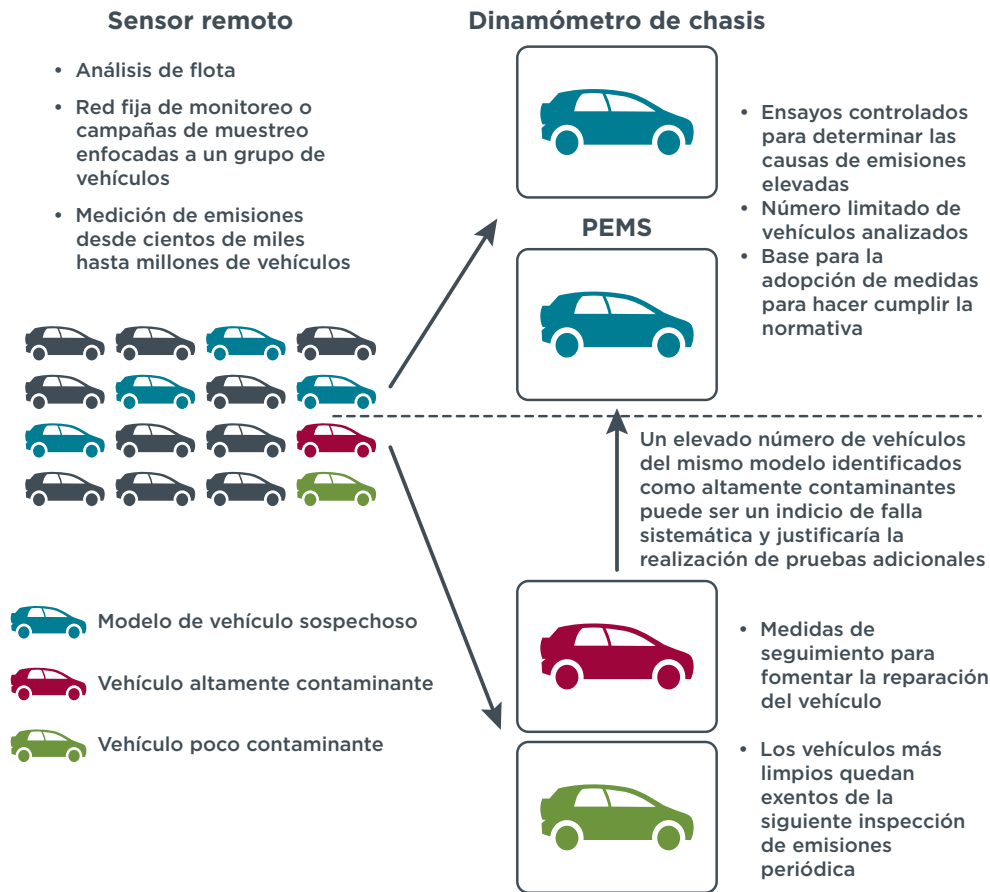 Sensor remoto
• Análisis de flota
• Red fija de monitoreo o
campañas de muestreo
enfocadas a un grupo de
vehículos
• Medición de emisiones
desde cientos de miles
hasta millones de vehículos
Dinamómetro de chasis
PEMS
• Ensayos controlados
para determinar las
causas de emisiones
elevadas
• Número limitado de
vehículos analizados
• Base para la
adopción de medidas
para hacer cumplir la
normativa
Un elevado número de vehículos
del mismo modelo identificados
como altamente contaminantes
puede ser un indicio de falla
sistemática y justificaría la
realización de pruebas adicionales
Modelo de vehículo sospechoso
Vehículo altamente contaminante
Vehículo poco contaminante
• Medidas de
seguimiento para
fomentar la reparación
del vehículo
• Los vehículos más
limpios quedan
exentos de la
siguiente inspección
de emisiones
periódica